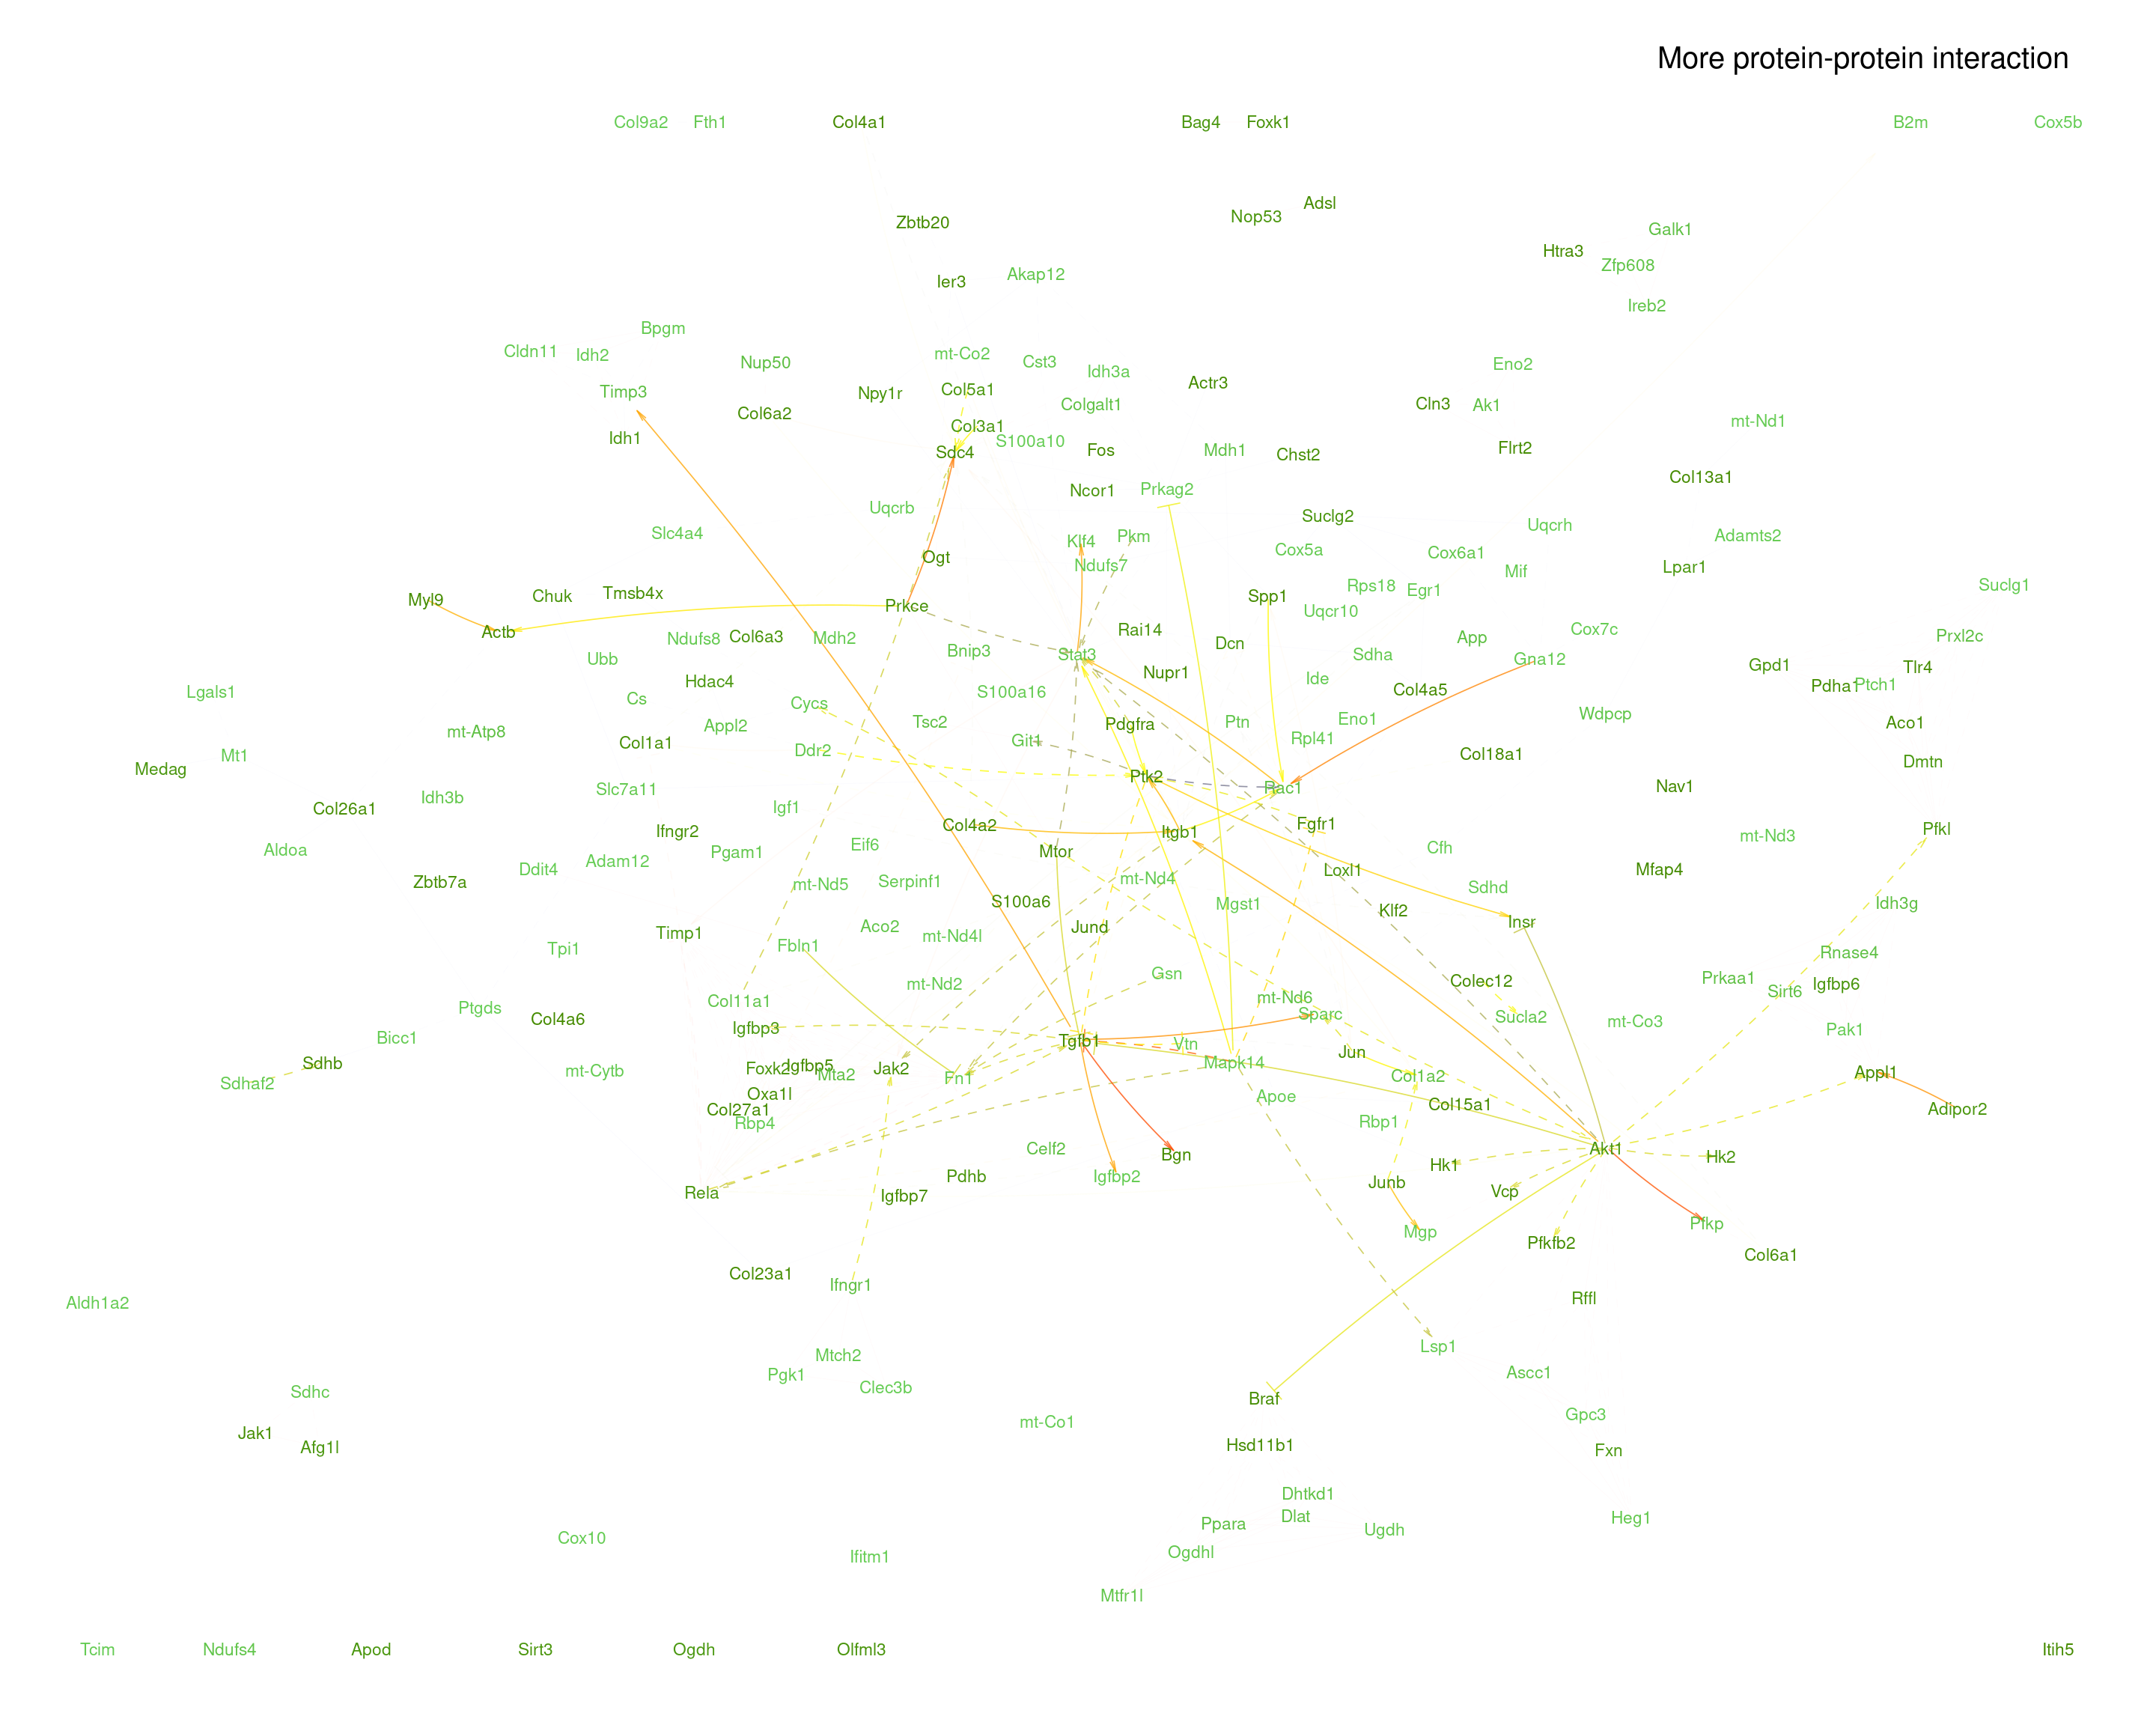 More protein-protein interaction
Col9a2 Fth1 Col4a1 Bag4 Foxk1 B2m Cox5b
Adsl
Nop53
Zbtb20
Galk1
Htra3
Zfp608
Akap12
Ier3
Ireb2
Bpgm
Cldn11 Idh2 mt-Co2
Nup50 Cst3 Eno2
Idh3a
Actr3
Timp3 Npy1r Col5a1
Colgalt1 Cln3 Ak1
Col6a2
mt-Nd1
Col3a1
Idh1 S100a10
Sdc4 Fos Mdh1 Chst2 Flrt2
Col13a1
Ncor1 Prkag2
Uqcrb Suclg2
Uqcrh
Slc4a4 Klf4 Pkm Adamts2
Ogt Cox5a Cox6a1
Ndufs7 Mif Lpar1
Rps18 Egr1 Suclg1
Myl9 Chuk Tmsb4x Prkce Spp1
Uqcr10
Actb Ndufs8 Col6a3 Mdh2 Rai14 Dcn App Cox7c Prxl2c
Ubb Bnip3 Stat3 Sdha Gna12
Nupr1 Ide Gpd1 Tlr4
Hdac4 Pdha1 Ptch1
Lgals1 Cs S100a16 Col4a5
Cycs
Appl2 Tsc2 Pdgfra Ptn Eno1 Wdpcp Aco1
mt-Atp8 Col1a1 Ddr2 Git1 Rpl41
Mt1 Col18a1
Medag Ptk2 Dmtn
Slc7a11 Rac1 Nav1
Idh3b
Col26a1 Igf1
Ifngr2 Col4a2 Itgb1 Fgfr1 mt-Nd3 Pfkl
Aldoa Pgam1 Eif6 Mtor Cfh
Adam12
Ddit4 Loxl1 Mfap4
Zbtb7a mt-Nd5 Serpinf1 mt-Nd4 Sdhd
S100a6 Mgst1 Klf2 Idh3g
Timp1 Aco2 Jund Insr
Tpi1 Fbln1 mt-Nd4l Rnase4
Gsn Colec12 Prkaa1
mt-Nd2 Sirt6 Igfbp6
Ptgds Col11a1 mt-Nd6
Col4a6 Igfbp3 Sparc Sucla2 mt-Co3
Bicc1 Tgfb1 Vtn Pak1
Sdhb Foxk2 Igfbp5 Jak2 Mapk14 Jun
Sdhaf2 mt-Cytb Mta2 Fn1 Col1a2 Appl1
Oxa1l Apoe
Col27a1 Col15a1 Adipor2
Rbp4 Rbp1
Celf2 Bgn Akt1
Pdhb Igfbp2 Hk1 Hk2
Rela Igfbp7 Junb Vcp
Mgp Pfkp
Pfkfb2 Col6a1
Col23a1
Ifngr1
Aldh1a2 Rffl
Mtch2 Lsp1
Pgk1 Ascc1
Sdhc Clec3b Braf
mt-Co1 Gpc3
Jak1
Afg1l Hsd11b1 Fxn
Dhtkd1
Dlat Heg1
Ppara Ugdh
Cox10 Ogdhl
Ifitm1
Mtfr1l
Tcim Ndufs4 Apod Sirt3 Ogdh Olfml3 Itih5